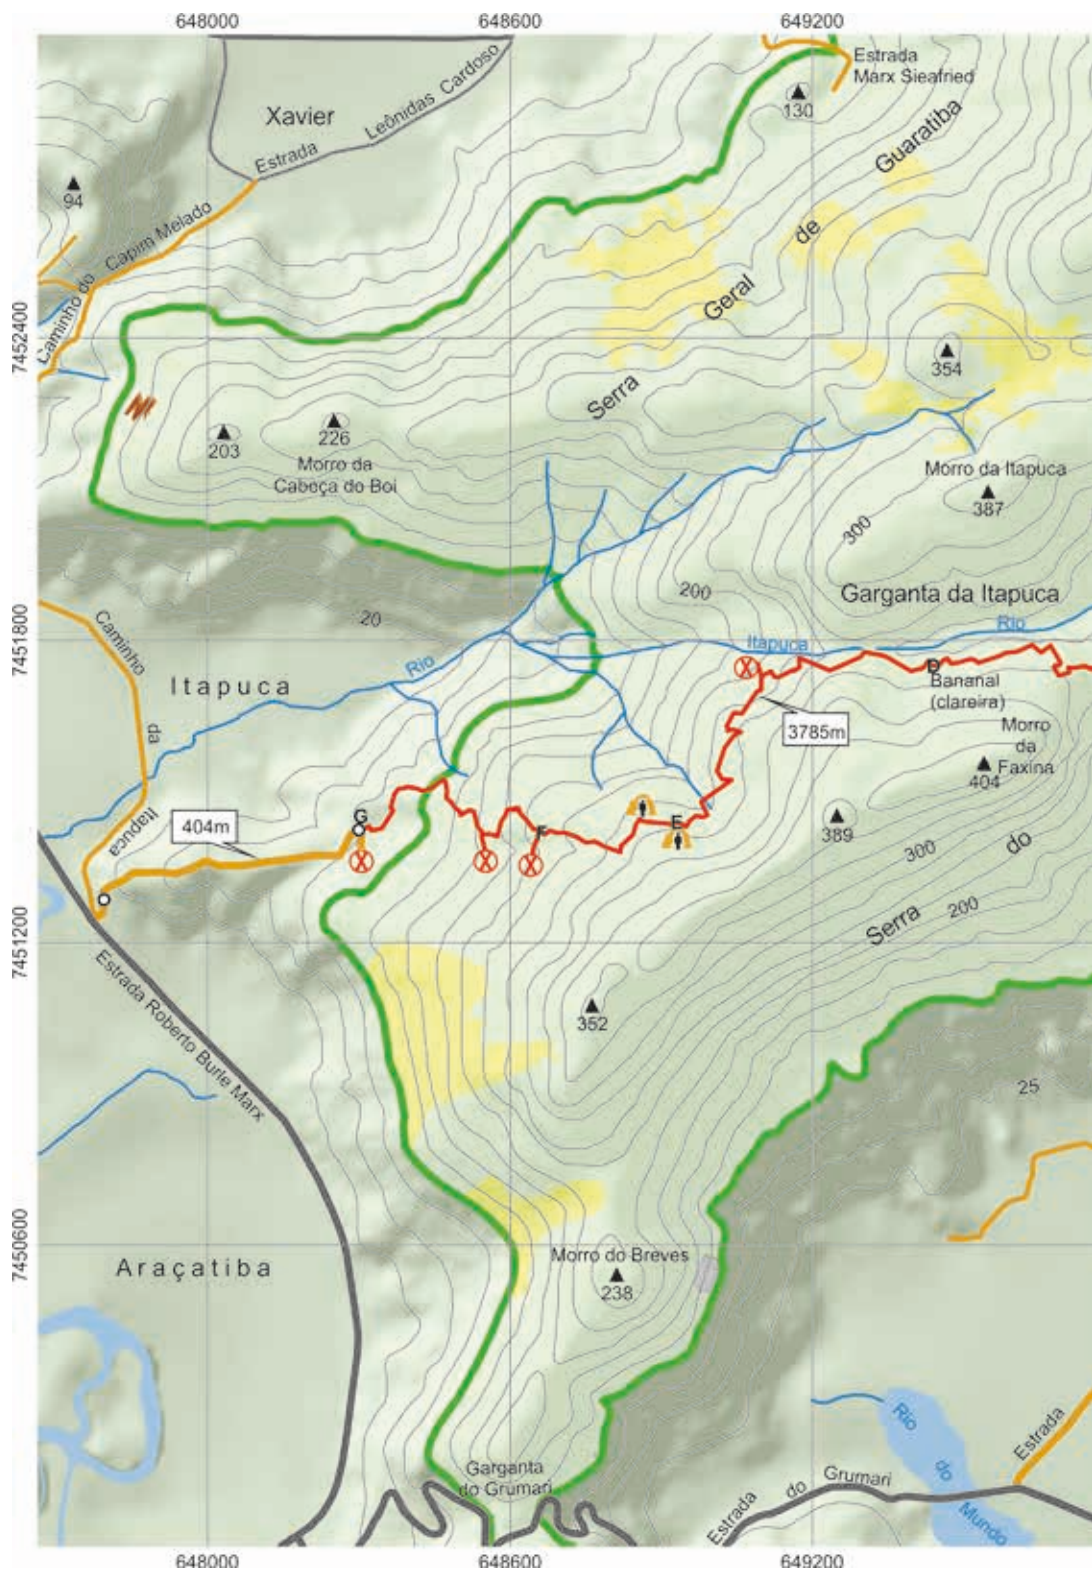 648000
648600
649200
Estrada
Marx Sieafried
130
Xavier
Estrada Leônidas Cardoso
94
Caminho do Capim Melado
Serra Geral de Guaratiba
7452400
354
203
226
Morro da
Cabeça do Boi
Morro da Itapuca
387
300
200
Garganta da Itapuca
20
7451800
Rio
Itapuca
Rio
Caminho da Itapuca
Itapuca
D
Bananal
(clareira)
3785m
Morro
da
Faxina
404
G
404m
F
E
389
300
200
Serra do
X
X
X
X
7451200
Estrada Roberto Burle Marx
352
25
7450600
Araçatiba
Morro do Breves
238
Garganta
do Grumari
Estrada do Grumari
Rio do Mundo
Estrada
648000
648600
649200